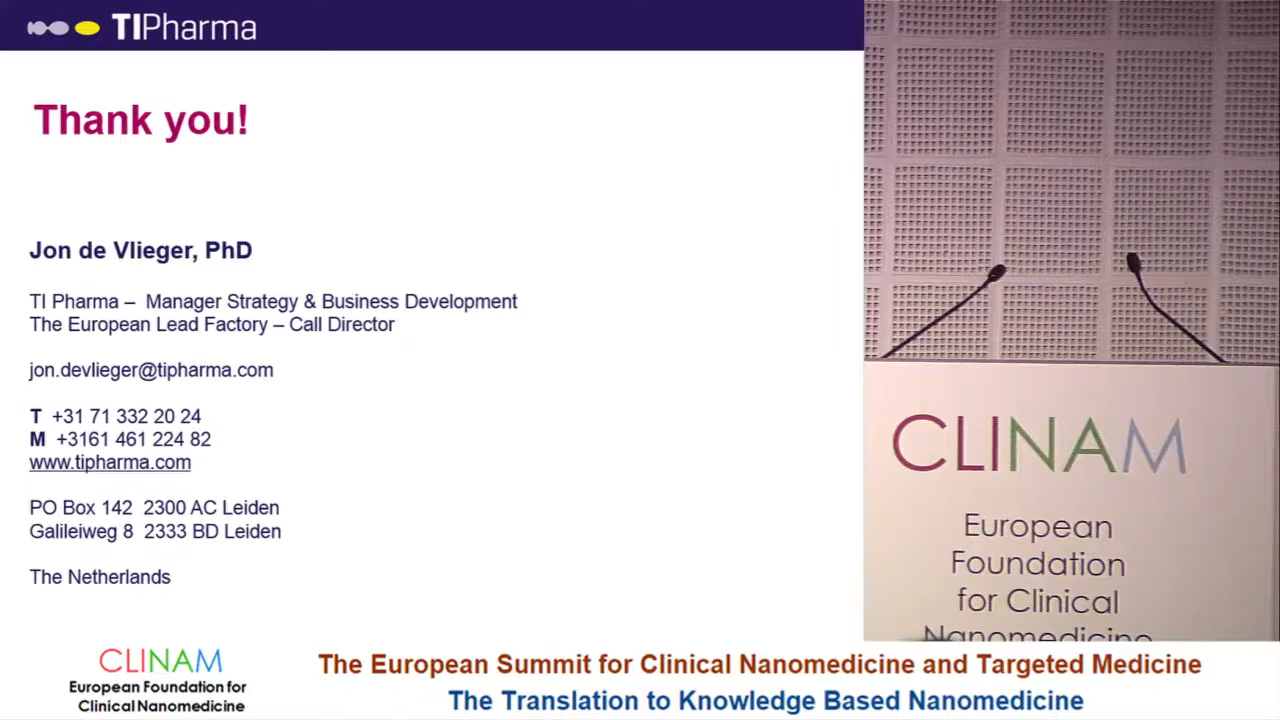 TIPharma
Thank you!
Jon de Vlieger, PhD
TI Pharma – Manager Strategy & Business Development
The European Lead Factory – Call Director
jon.devlieger@tipharma.com
T +31 71 332 20 24
M +3161 461 224 82
www.tipharma.com
PO Box 142 2300 AC Leiden
Galileiweg 8 2333 BD Leiden
The Netherlands
CLINAM
European
Foundation
for Clinical
Nanomedicine
CLINAM
European Foundation for
Clinical Nanomedicine
The European Summit for Clinical Nanomedicine and Targeted Medicine
The Translation to Knowledge Based Nanomedicine